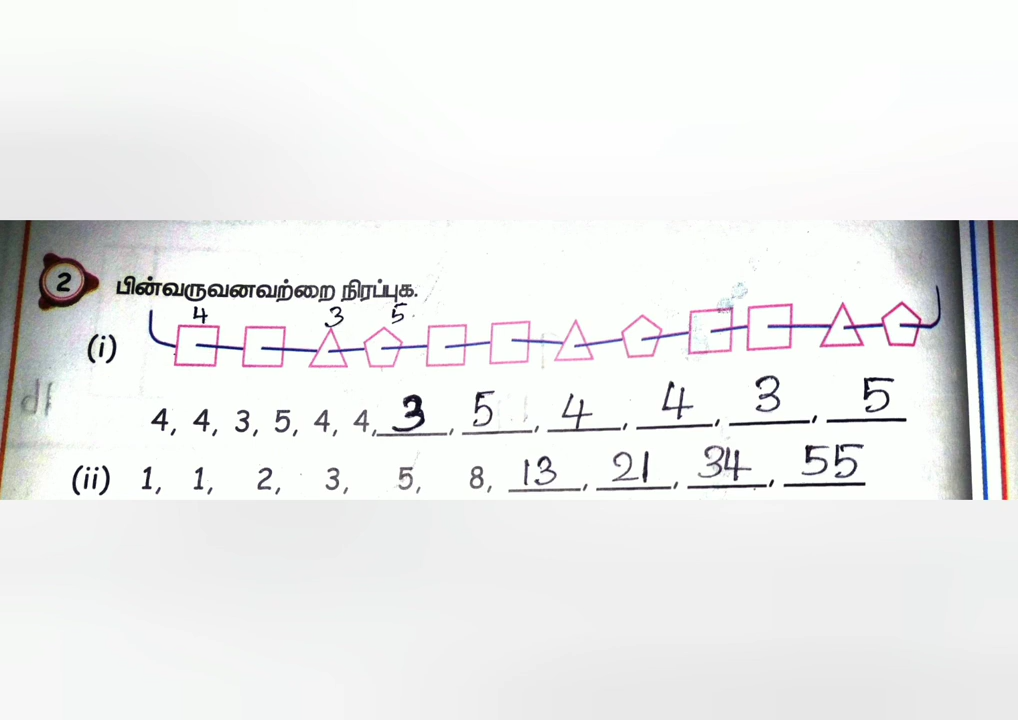 2 பின்வருவனவற்றை நிரப்புக.
4 3 5
(i)
4, 4, 3, 5, 4, 4, 3, 5, 4, 4, 3, 5
(ii) 1, 1, 2, 3, 5, 8, 13, 21, 34, 55